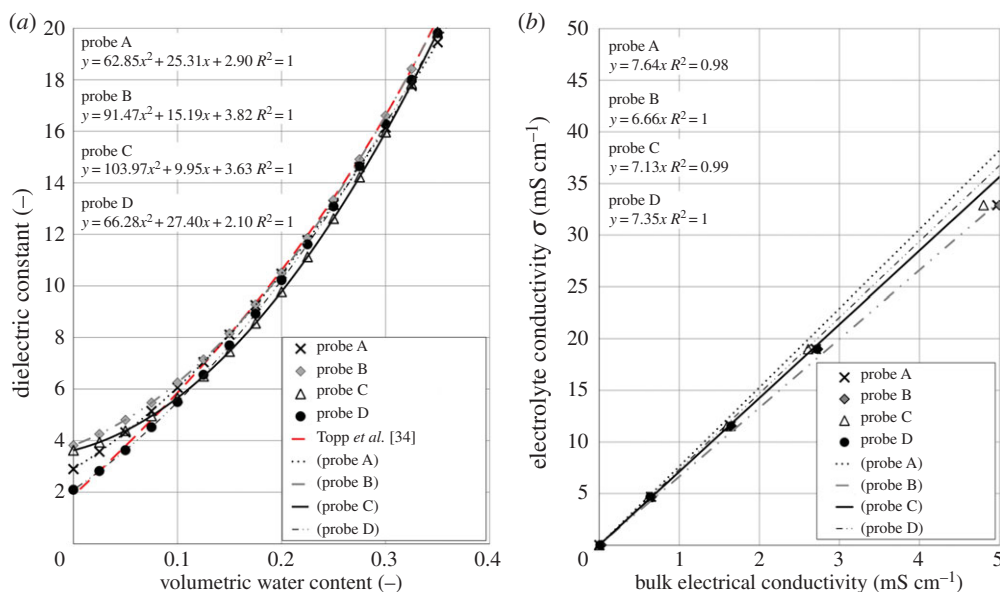 (a)
20
18
16
14
12
10
8
6
4
2
dielectric constant (–)
probe A
y = 62.85x² + 25.31x + 2.90 R² = 1
probe B
y = 91.47x² + 15.19x + 3.82 R² = 1
probe C
y = 103.97x² + 9.95x + 3.63 R² = 1
probe D
y = 66.28x² + 27.40x + 2.10 R² = 1
probe A
probe B
probe C
probe D
Topp et al. [34]
(probe A)
(probe B)
(probe C)
(probe D)
0 0.1 0.2 0.3 0.4
volumetric water content (–)
(b)
50
45
40
35
30
25
20
15
10
5
electrolyte conductivity σ (mS cm⁻¹)
probe A
y = 7.64x R² = 0.98
probe B
y = 6.66x R² = 1
probe C
y = 7.13x R² = 0.99
probe D
y = 7.35x R² = 1
probe A
probe B
probe C
probe D
(probe A)
(probe B)
(probe C)
(probe D)
0 1 2 3 4 5
bulk electrical conductivity (mS cm⁻¹)